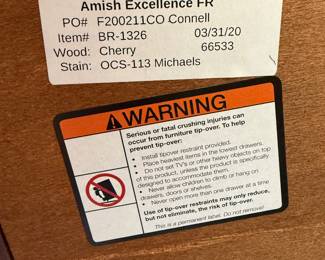 Amish Excellence FR
PO# F200211CO Connell
Item# BR-1326 03/31/20
Wood: Cherry 66533
Stain: OCS-113 Michaels
WARNING
Serious or fatal crushing injuries can
occur from furniture tip-over. To help
prevent tip-over:
• Install tipover restraint provided.
• Place heaviest items in the lowest drawers.
• Do not set TV's or other heavy objects on top
of this product, unless the product is specifically
designed to accommodate them.
• Never allow children to climb or hang on
drawers, doors or shelves.
• Never open more than one drawer at a time
Use of tip-over restraints may only reduce,
but not eliminate, the risk of tip-over.
This is a permanent label. Do not remove!